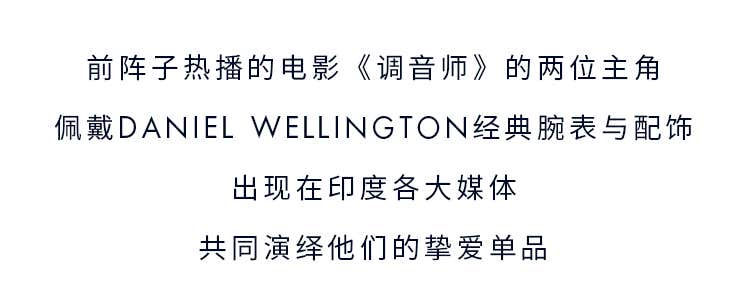 前阵子热播的电影《调音师》的两位主角
佩戴DANIEL WELLINGTON经典腕表与配饰
出现在印度各大媒体
共同演绎他们的挚爱单品